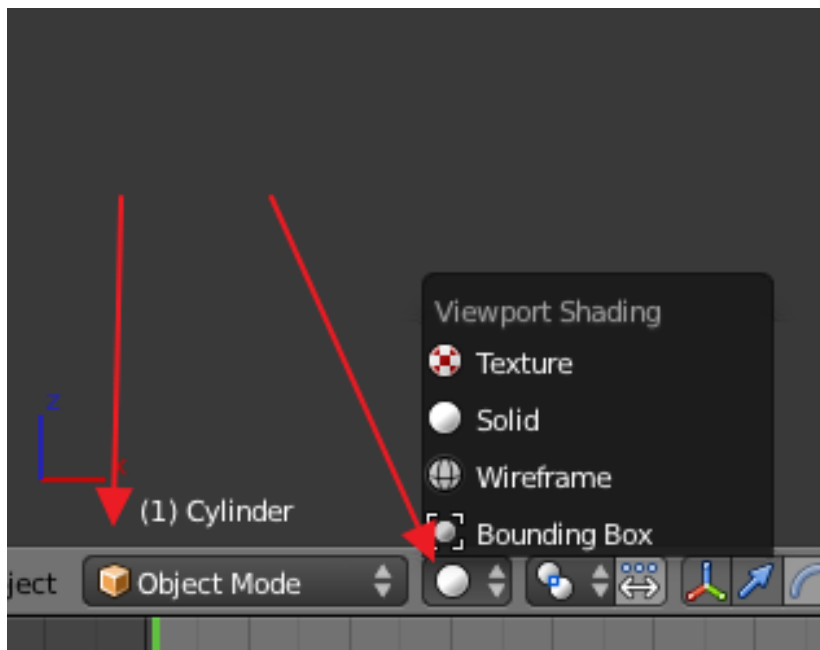 Viewport Shading
Texture
Solid
Wireframe
Bounding Box
z
x
(1) Cylinder
ject
Object Mode